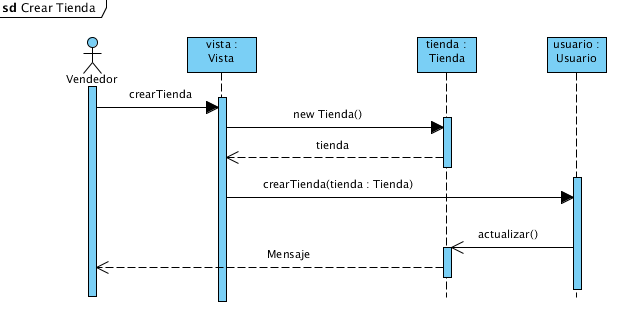 sd Crear Tienda
vista :
Vista
tienda :
Tienda
usuario :
Usuario
Vendedor
crearTienda
new Tienda()
tienda
crearTienda(tienda : Tienda)
actualizar()
Mensaje